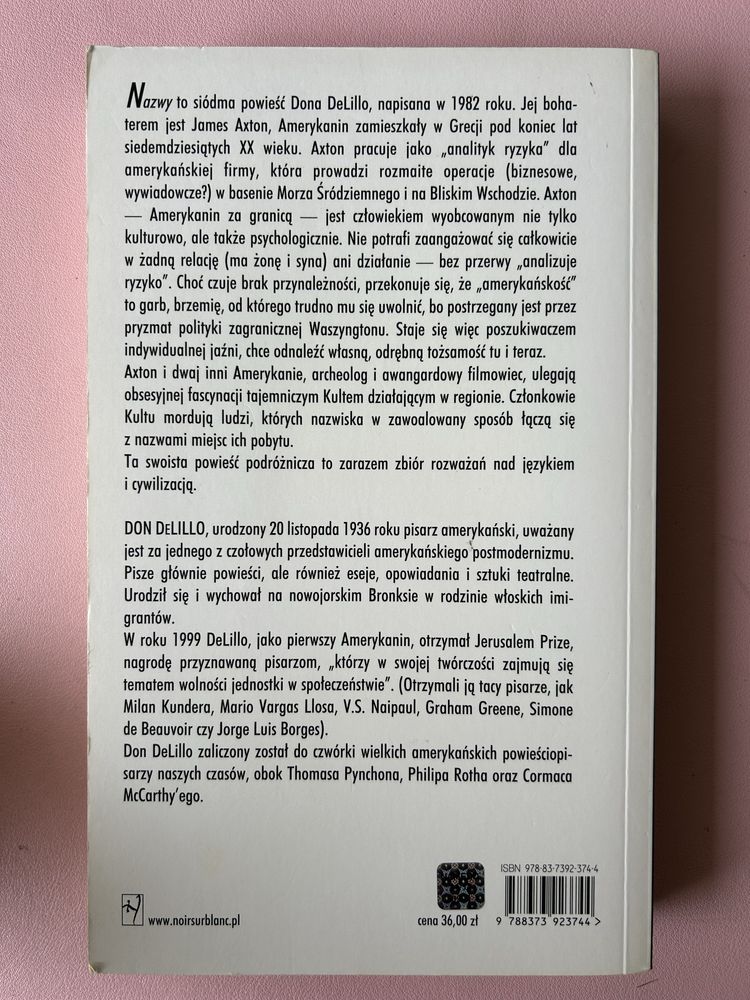 Nazwy to siódma powieść Dona DeLillo, napisana w 1982 roku. Jej boha-
terem jest James Axton, Amerykanin zamieszkały w Grecji pod koniec lat
siedemdziesiątych XX wieku. Axton pracuje jako „analityk ryzyka” dla
amerykańskiej firmy, która prowadzi rozmaite operacje (biznesowe,
wywiadowcze?) w basenie Morza Śródziemnego i na Bliskim Wschodzie. Axton
— Amerykanin za granicą — jest człowiekiem wyobcowanym nie tylko
kulturowo, ale także psychologicznie. Nie potrafi zaangażować się całkowicie
w żadną relację (ma żonę i syna) ani działanie — bez przerwy „analizuje
ryzyko”. Choć czuje brak przynależności, przekonuje się, że „amerykańskość”
to garb, brzemię, od którego trudno mu się uwolnić, bo postrzegany jest przez
pryzmat polityki zagranicznej Waszyngtonu. Staje się więc poszukiwaczem
indywidualnej jaźni, chce odnaleźć własną, odrębną tożsamość tu i teraz.
Axton i dwaj inni Amerykanie, archeolog i awangardowy filmowiec, ulegają
obsesyjnej fascynacji tajemniczym Kultem działającym w regionie. Członkowie
Kultu mordują ludzi, których nazwiska w zawoalowany sposób łączą się
z nazwami miejsc ich pobytu.
Ta swoista powieść podróżnicza to zarazem zbiór rozważań nad językiem
i cywilizacją.
DON DELILLO, urodzony 20 listopada 1936 roku pisarz amerykański, uważany
jest za jednego z czołowych przedstawicieli amerykańskiego postmodernizmu.
Pisze głównie powieści, ale również eseje, opowiadania i sztuki teatralne.
Urodził się i wychował na nowojorskim Bronksie w rodzinie włoskich imi-
grantów.
W roku 1999 DeLillo, jako pierwszy Amerykanin, otrzymał Jerusalem Prize,
nagrodę przyznawaną pisarzom, „którzy w swojej twórczości zajmują się
tematem wolności jednostki w społeczeństwie”. (Otrzymali ją tacy pisarze, jak
Milan Kundera, Mario Vargas Llosa, V.S. Naipaul, Graham Greene, Simone
de Beauvoir czy Jorge Luis Borges).
Don DeLillo zaliczony został do czwórki wielkich amerykańskich powieściopi-
sarzy naszych czasów, obok Thomasa Pynchona, Philipa Rotha oraz Cormaca
McCarthy'ego.
ISBN 978-83-7392-374-4
www.noirsurblanc.pl
cena 36,00 zł
9 788373 923744 >